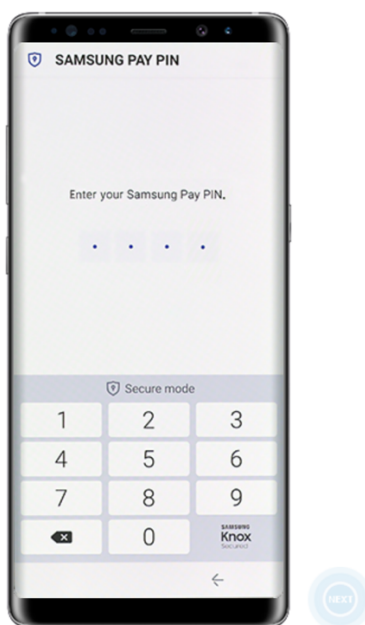 SAMSUNG PAY PIN
Enter your Samsung Pay PIN.
Secure mode
1 2 3
4 5 6
7 8 9
0
SAMSUNG
Knox
Secured
NEXT